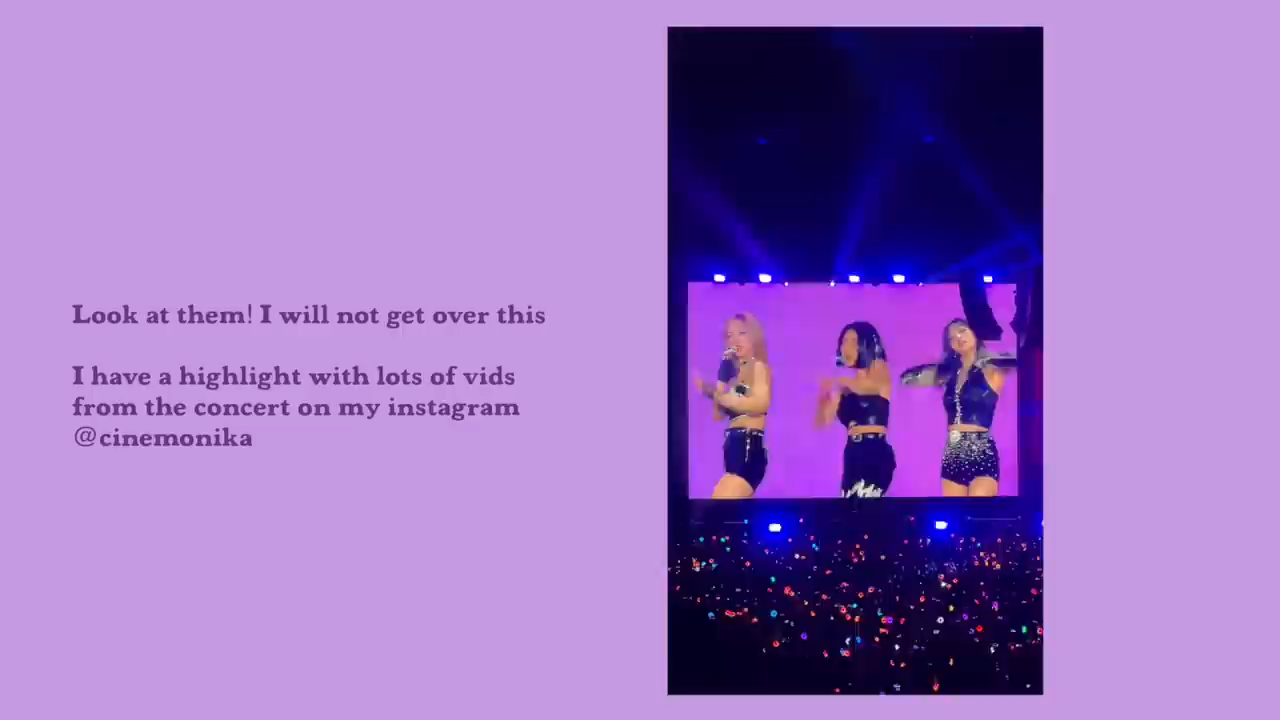 Look at them! I will not get over this
I have a highlight with lots of vids
from the concert on my instagram
@cinemonika